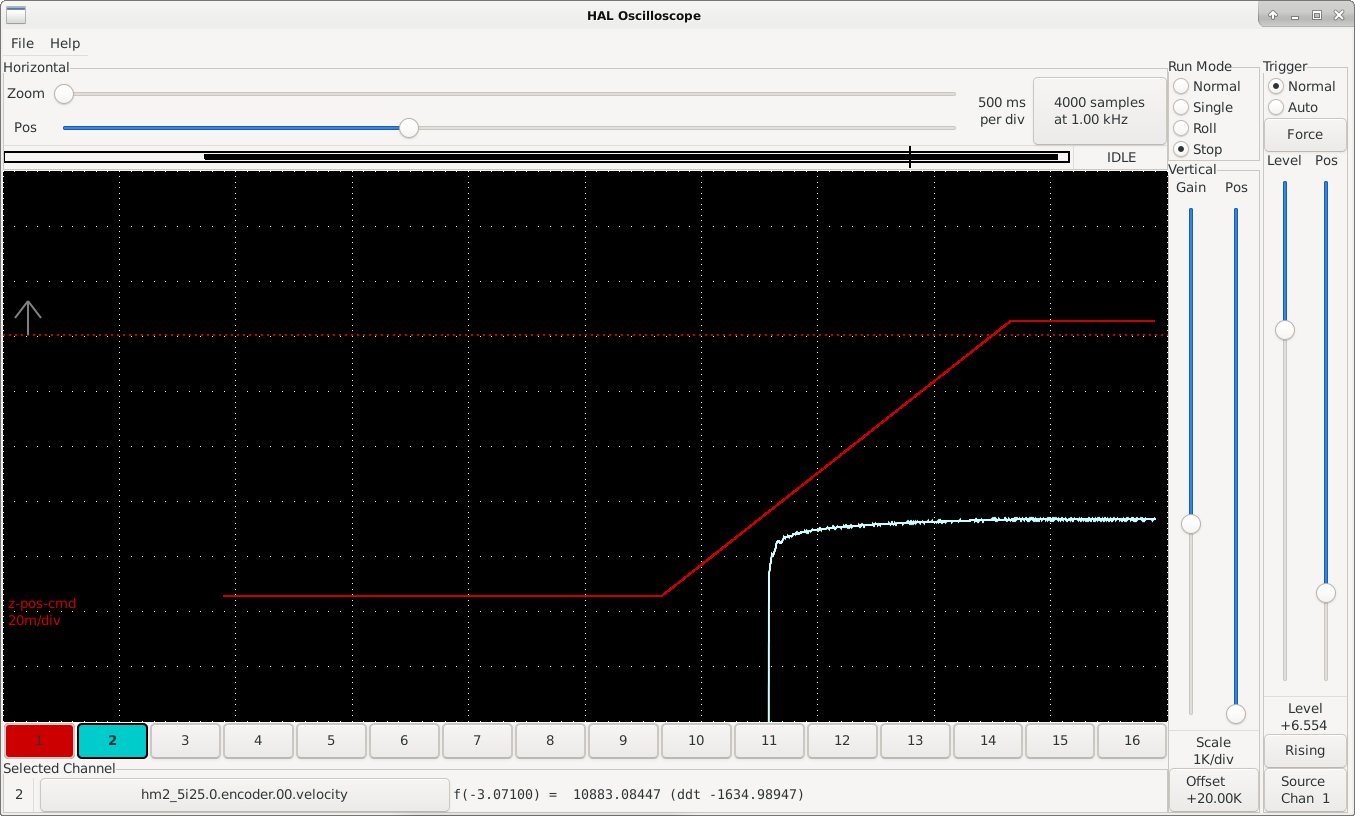 HAL Oscilloscope
File Help
Horizontal
Zoom
Pos
500 ms
per div
4000 samples
at 1.00 kHz
IDLE
Run Mode
Normal
Single
Roll
Stop
Trigger
Normal
Auto
Force
Level Pos
Vertical
Gain Pos
z-pos-cmd
20m/div
1 2 3 4 5 6 7 8 9 10 11 12 13 14 15 16
Scale
1K/div
Offset
+20.00K
Level
+6.554
Rising
Source
Chan 1
Selected Channel
2 hm2_5i25.0.encoder.00.velocity f(-3.07100) = 10883.08447 (ddt -1634.98947)